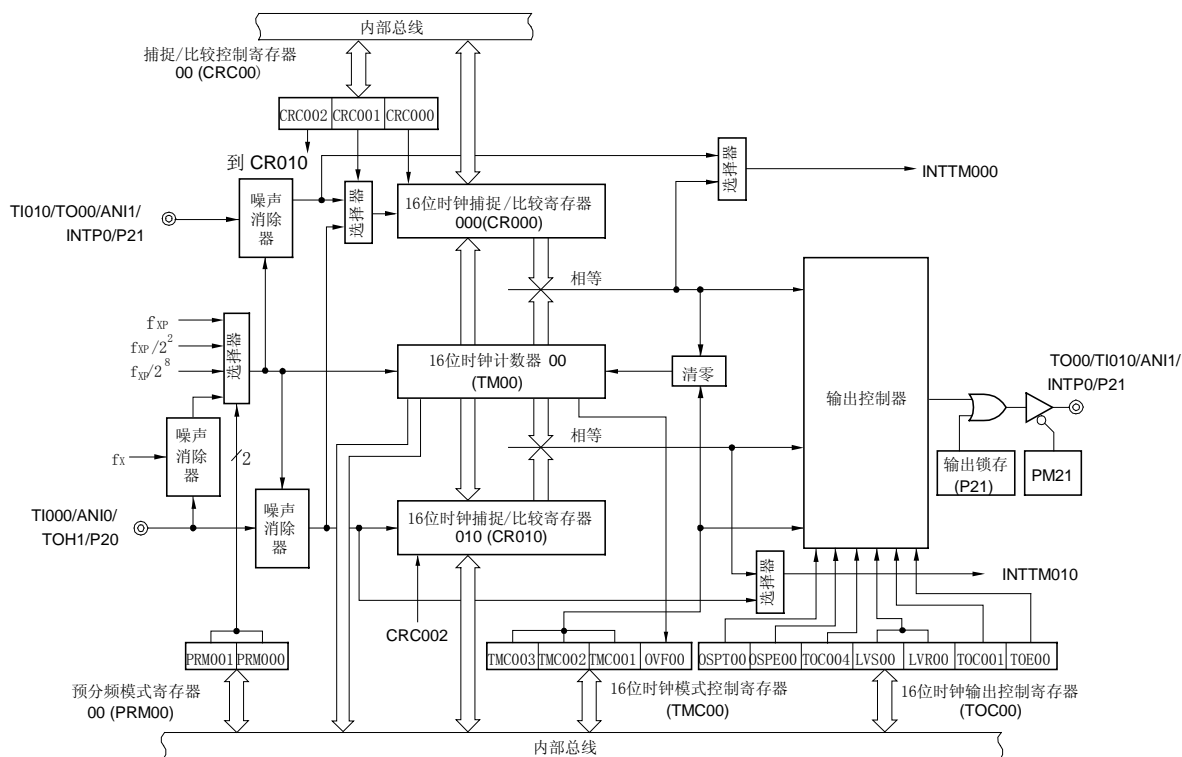 内部总线
捕捉/比较控制寄存器
00 (CRC00)
CRC002 CRC001 CRC000
到 CR010
选择器
INTTM000
TI010/TO00/ANI1/
INTP0/P21
噪声
消除
器
选择器
16位时钟捕捉/比较寄存器
000(CR000)
相等
fXP
fXP/2²
fXP/2⁸
选择器
16位时钟计数器 00
(TM00)
清零
输出控制器
TO00/TI010/ANI1/
INTP0/P21
fX
噪声
消除
器
2
相等
输出锁存
(P21)
PM21
TI000/ANI0/
TOH1/P20
噪声
消除
器
16位时钟捕捉/比较寄存器
010 (CR010)
选择器
INTTM010
CRC002
PRM001 PRM000
TMC003 TMC002 TMC001 OVF00
OSPT00 OSPE00 TOC004 LVS00 LVR00 TOC001 TOE00
预分频模式寄存器
00 (PRM00)
16位时钟模式控制寄存器
(TMC00)
16位时钟输出控制寄存器
(TOC00)
内部总线